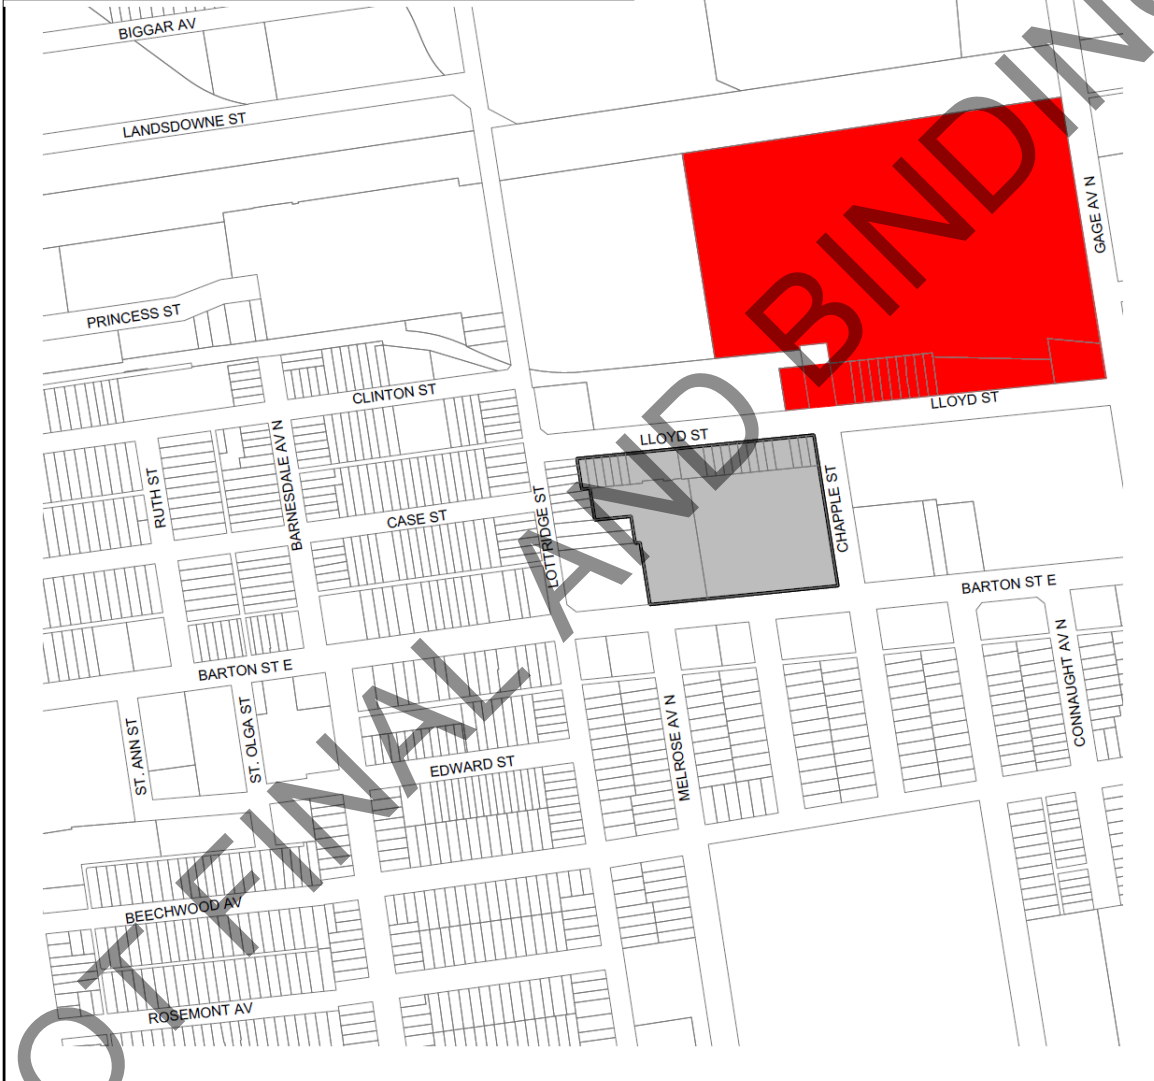 BIGGAR AV
LANDSDOWNE ST
GAGE AV N
PRINCESS ST
CLINTON ST
LLOYD ST
LLOYD ST
RUTH ST
BARNESDALE AV N
CASE ST
LOTTRIDGE ST
CHAPPLE ST
BARTON ST E
BARTON ST E
ST. ANN ST
ST. OLGA ST
EDWARD ST
MELROSE AV N
CONNAUGHT AV N
BEECHWOOD AV
ROSEMONT AV
OT FINAL AND BINDING